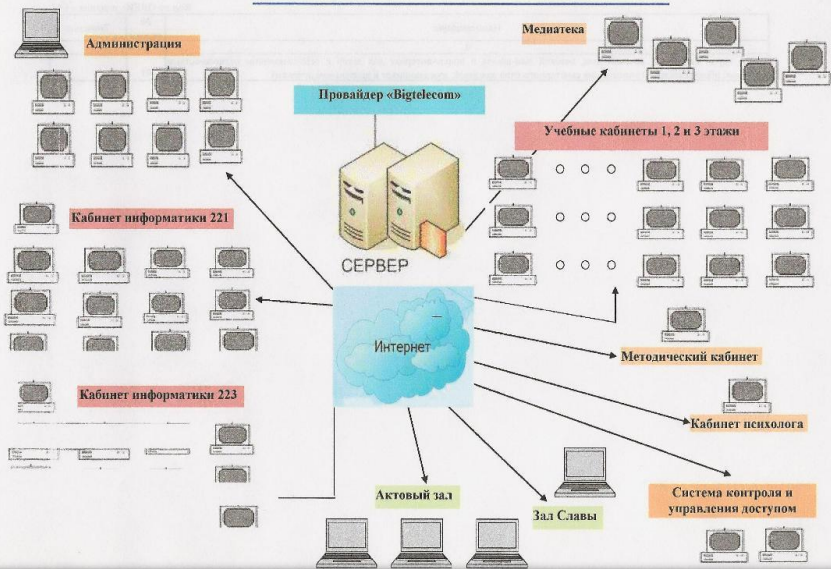 Администрация
Медиатека
Провайдер «Bigtelecom»
Учебные кабинеты 1, 2 и 3 этажи
Кабинет информатики 221
СЕРВЕР
Интернет
Методический кабинет
Кабинет информатики 223
Кабинет психолога
Актовый зал
Зал Славы
Система контроля и
управления доступом